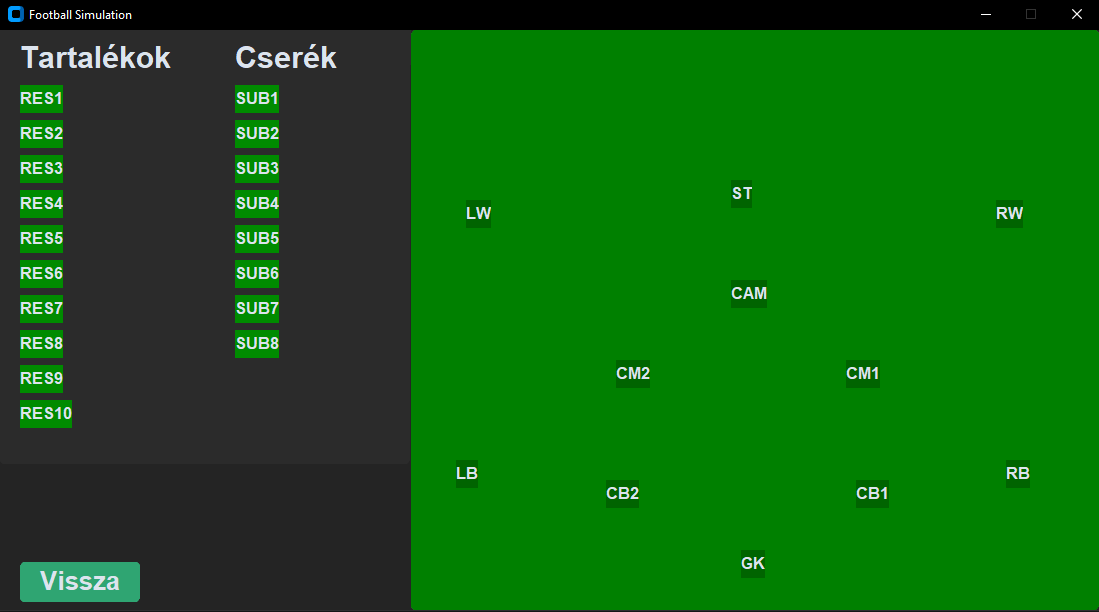 Football Simulation
Tartalékok
RES1
RES2
RES3
RES4
RES5
RES6
RES7
RES8
RES9
RES10
Cserék
SUB1
SUB2
SUB3
SUB4
SUB5
SUB6
SUB7
SUB8
ST
LW
RW
CAM
CM2
CM1
LB
RB
CB2
CB1
GK
Vissza